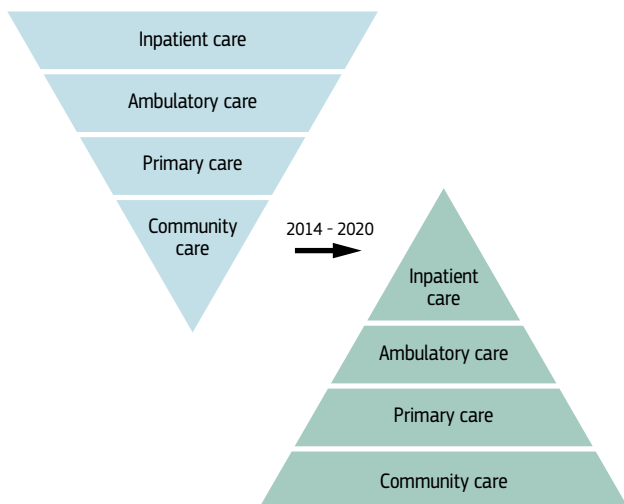 Inpatient care
Ambulatory care
Primary care
Community
care
2014 - 2020
Inpatient
care
Ambulatory care
Primary care
Community care